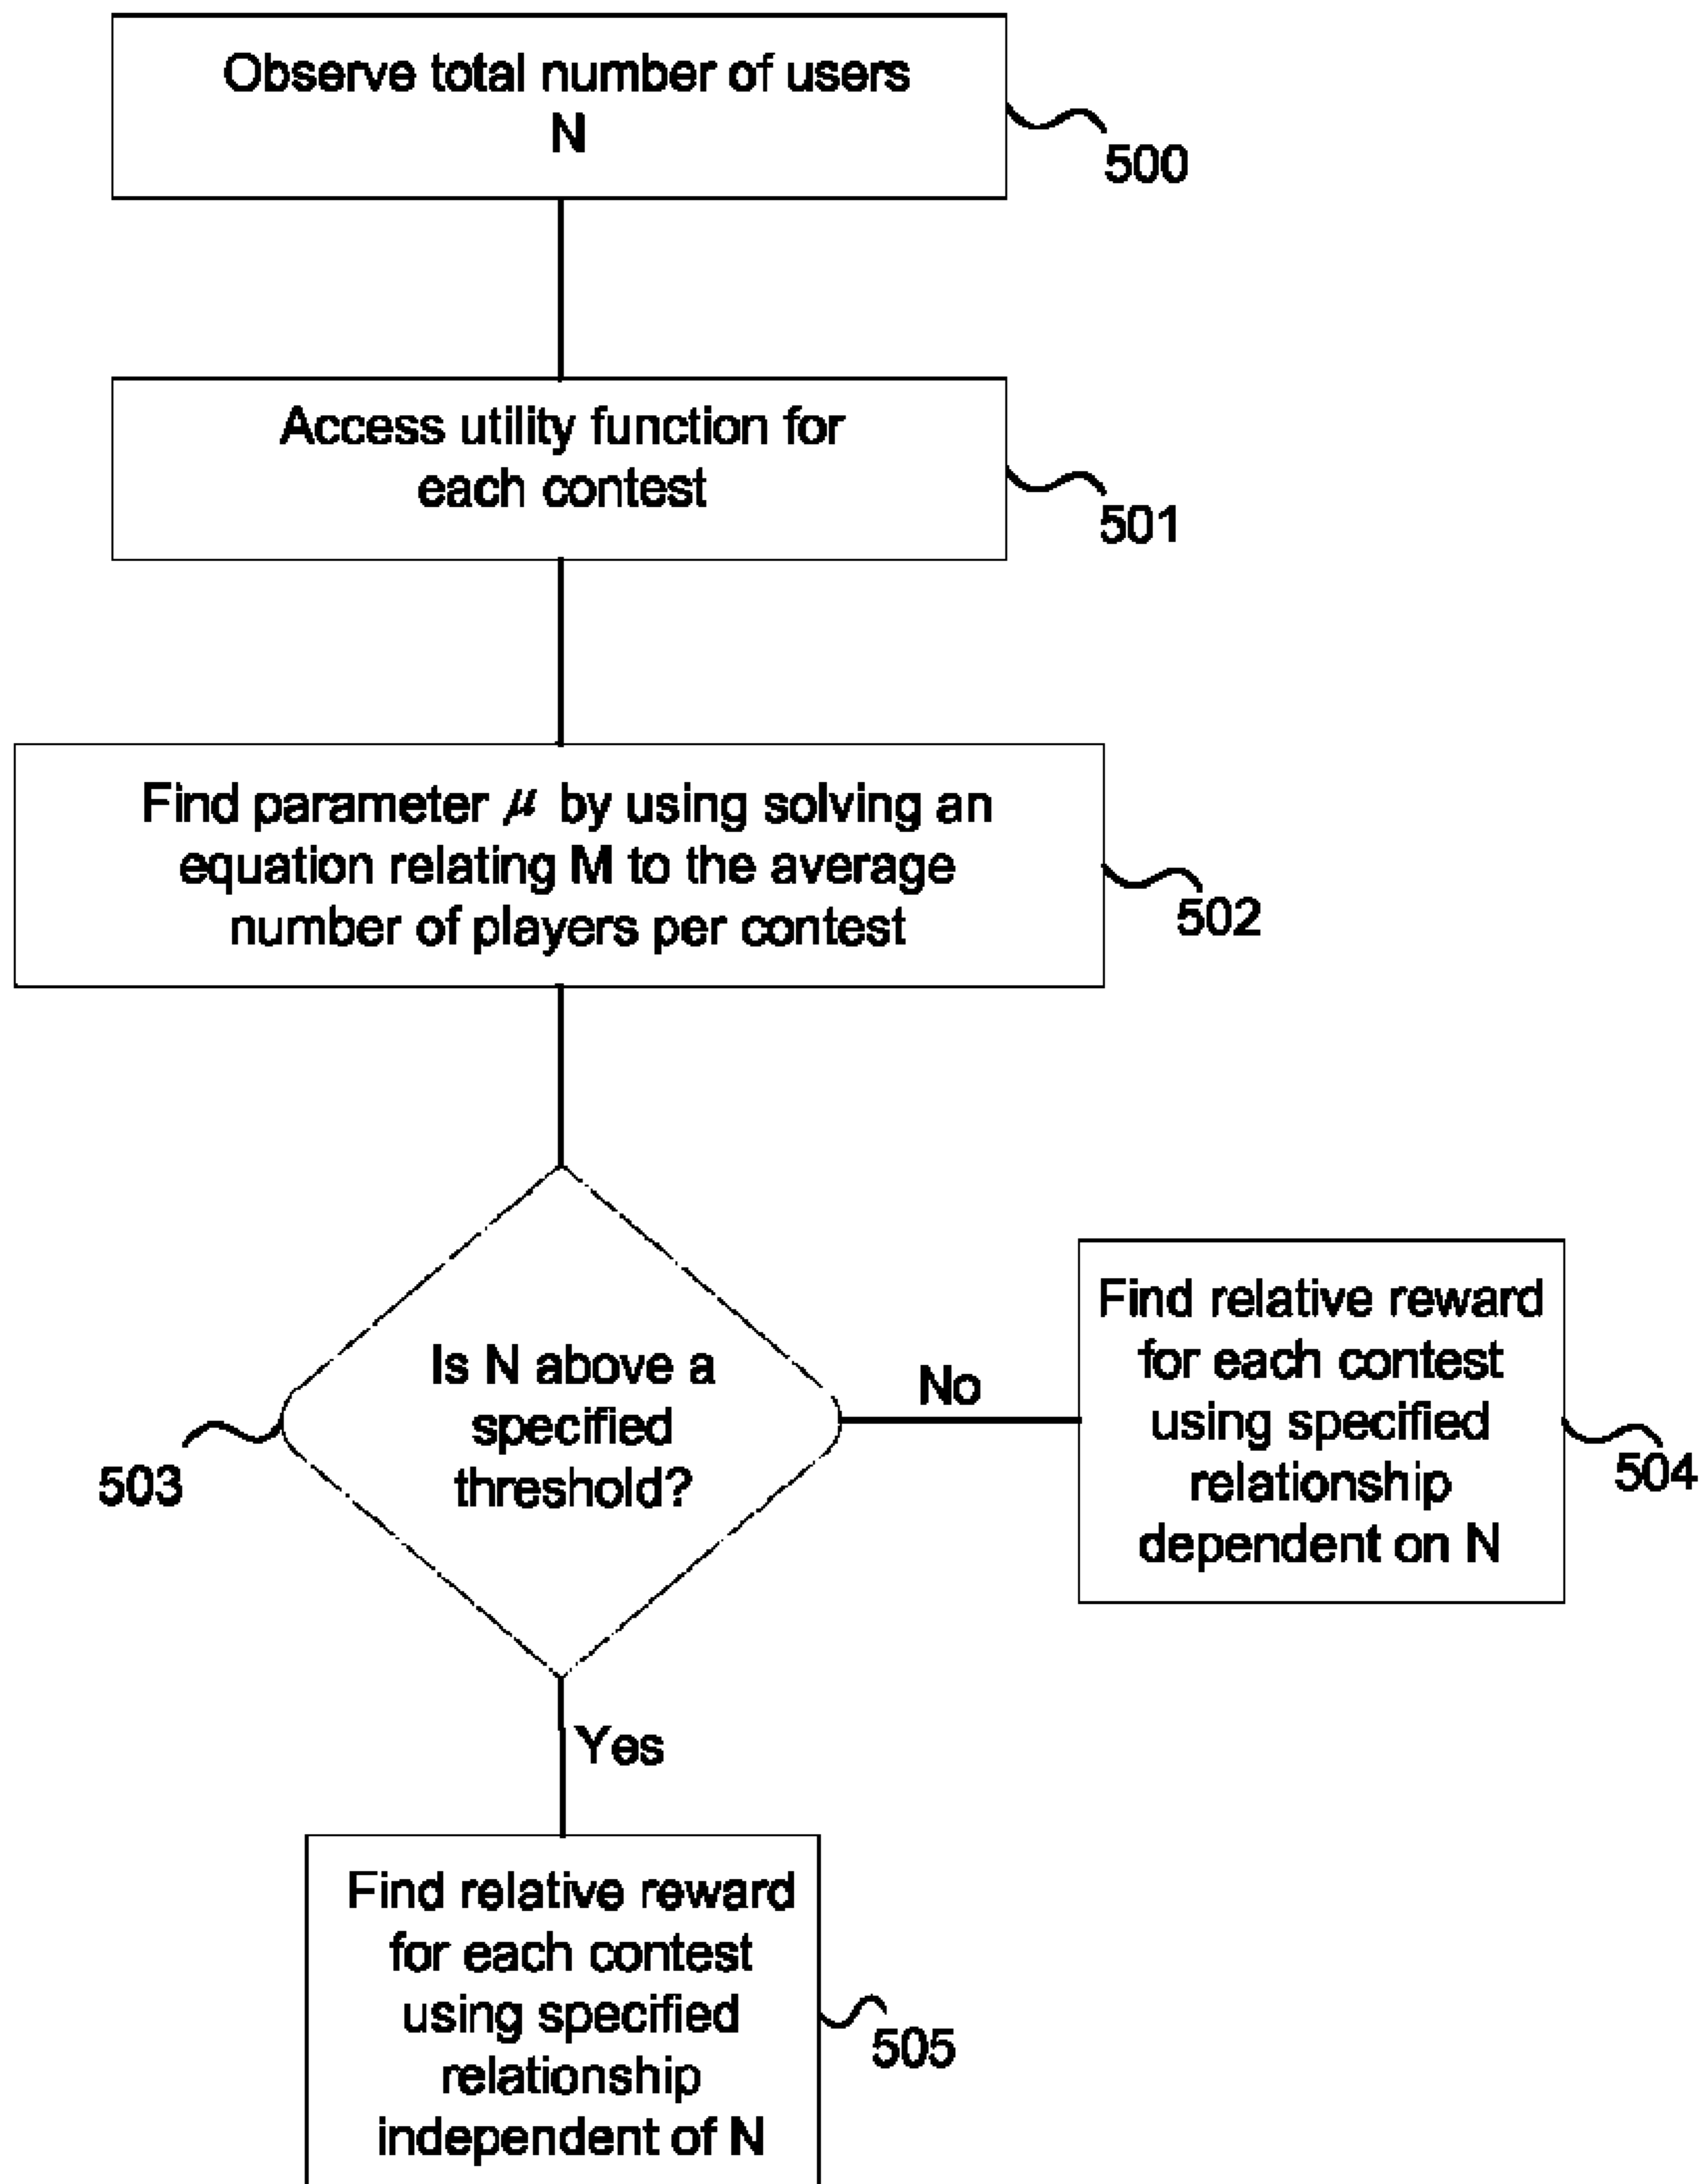 Observe total number of users
N
500
Access utility function for
each contest
501
Find parameter μ by using solving an
equation relating M to the average
number of players per contest
502
Is N above a
specified
threshold?
503
No
Find relative reward
for each contest
using specified
relationship
dependent on N
504
Yes
Find relative reward
for each contest
using specified
relationship
independent of N
505